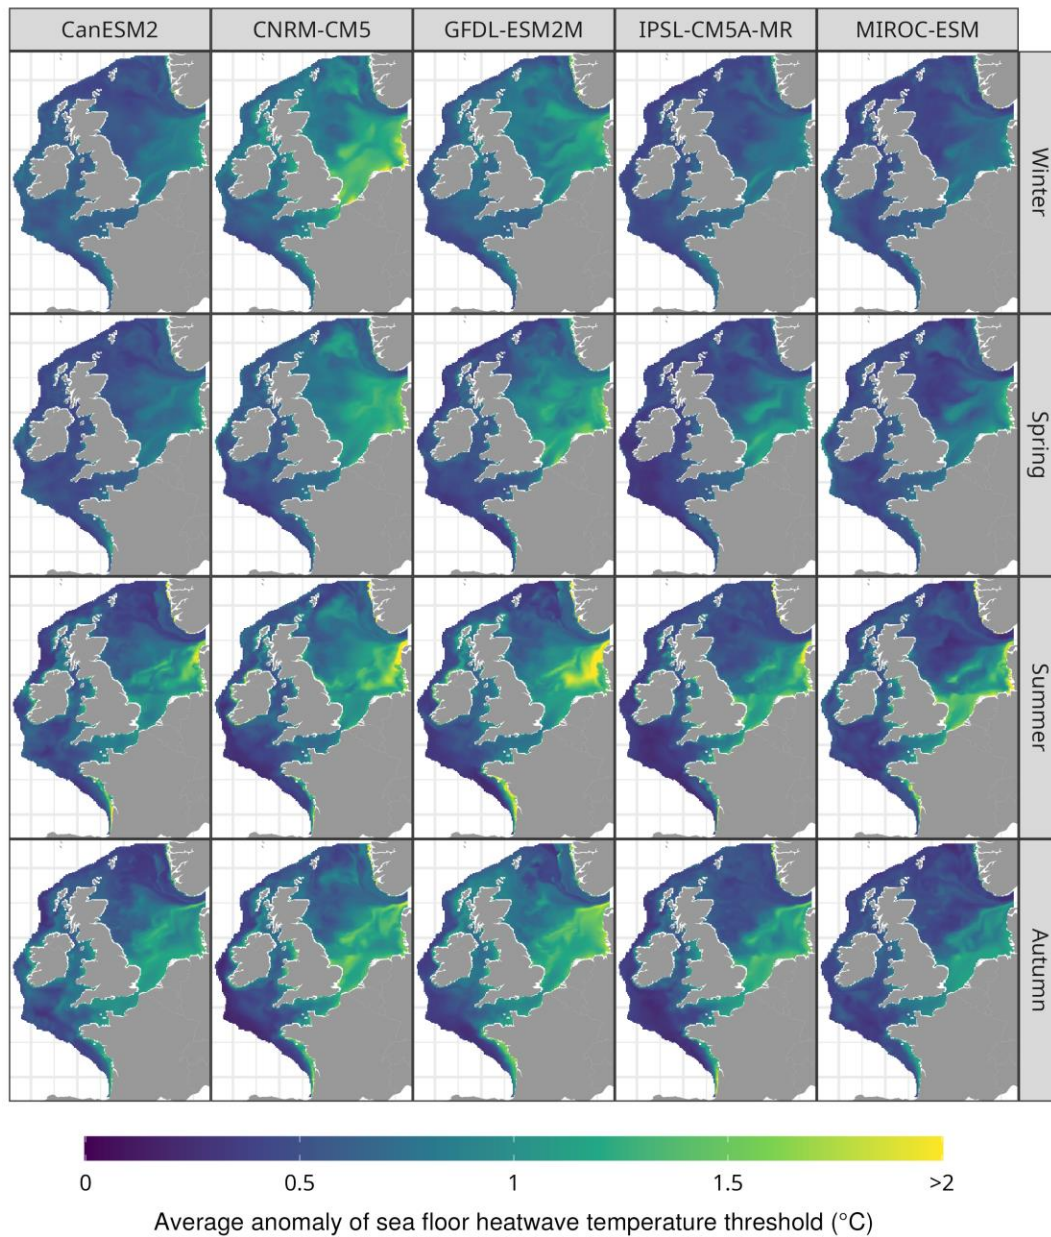 CanESM2 CNRM-CM5 GFDL-ESM2M IPSL-CM5A-MR MIROC-ESM
Winter
Spring
Summer
Autumn
0 0.5 1 1.5 >2
Average anomaly of sea floor heatwave temperature threshold (°C)